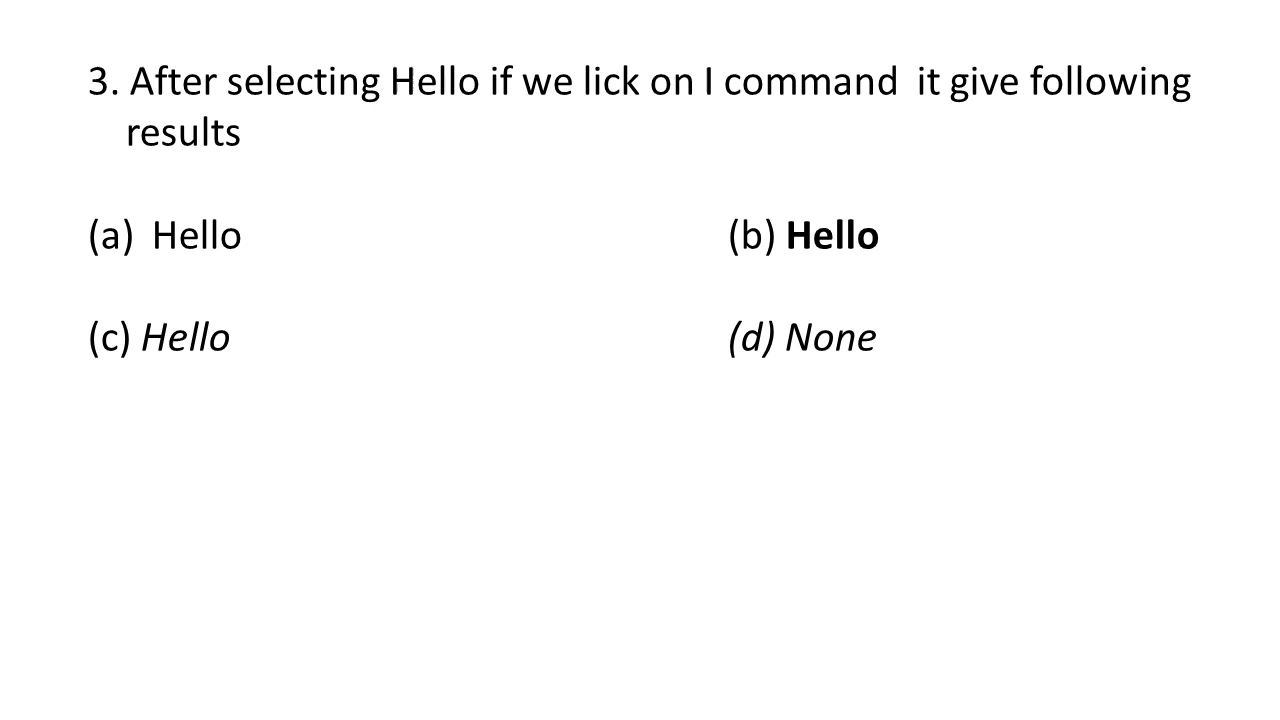 3. After selecting Hello if we lick on I command  it give following
results
(a)  Hello (b) Hello
(c) Hello (d) None